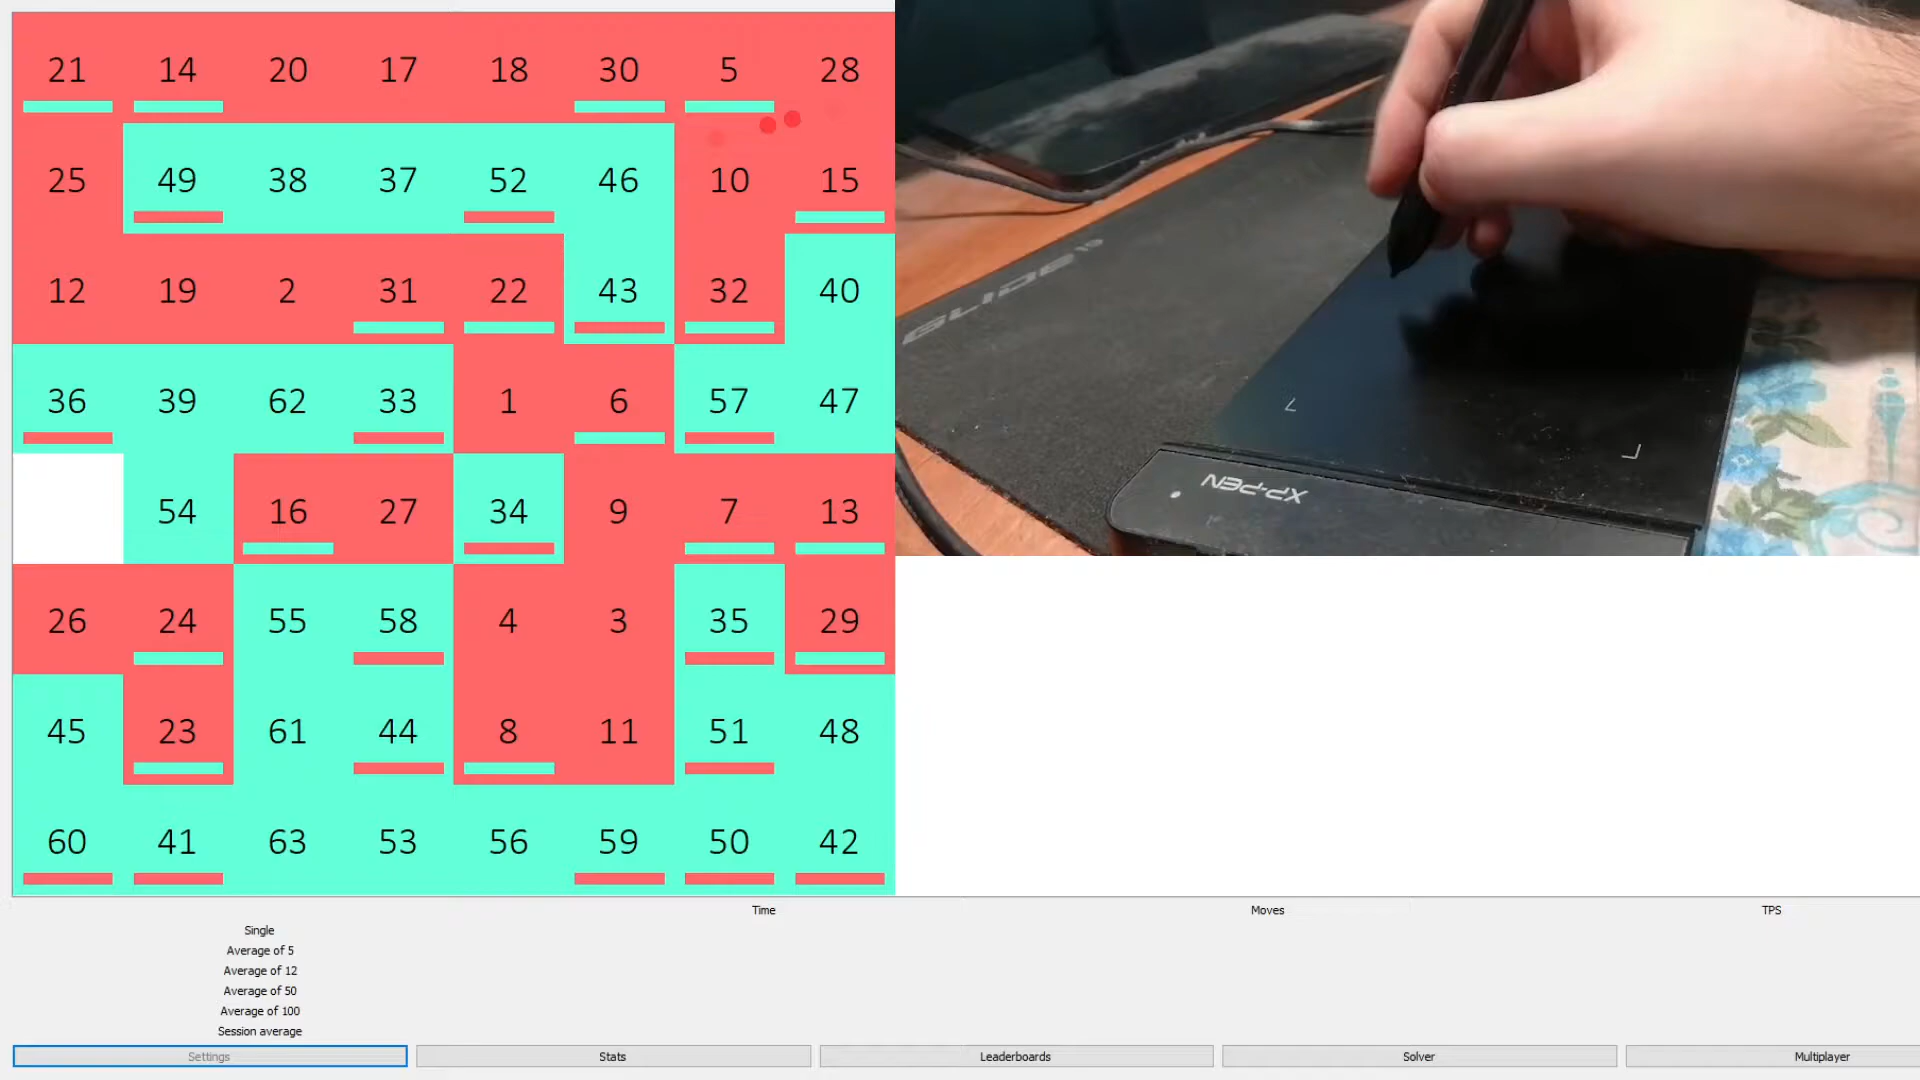 21 14 20 17 18 30 5 28
25 49 38 37 52 46 10 15
12 19 2 31 22 43 32 40
36 39 62 33 1 6 57 47
54 16 27 34 9 7 13
26 24 55 58 4 3 35 29
45 23 61 44 8 11 51 48
60 41 63 53 56 59 50 42
GLIDE
XP-PEN
Time Moves TPS
Single
Average of 5
Average of 12
Average of 50
Average of 100
Session average
Settings Stats Leaderboards Solver Multiplayer